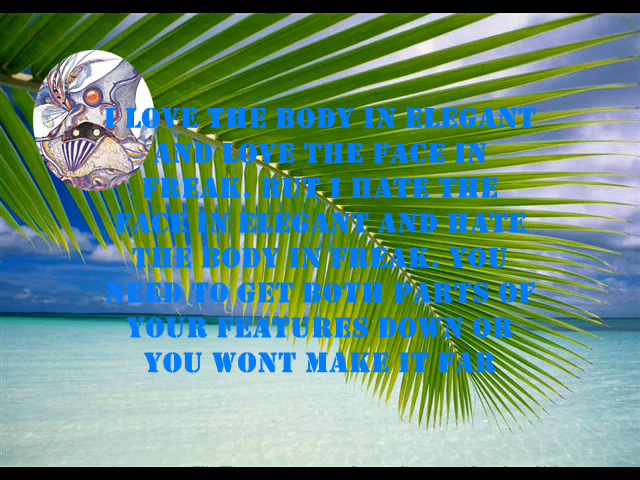 I LOVE THE BODY IN ELEGANT
AND LOVE THE FACE IN
FREAK. BUT I HATE THE
FACE IN ELEGANT AND HATE
THE BODY IN FREAK. YOU
NEED TO GET BOTH PARTS OF
YOUR FEATURES DOWN OR
YOU WONT MAKE IT FAR